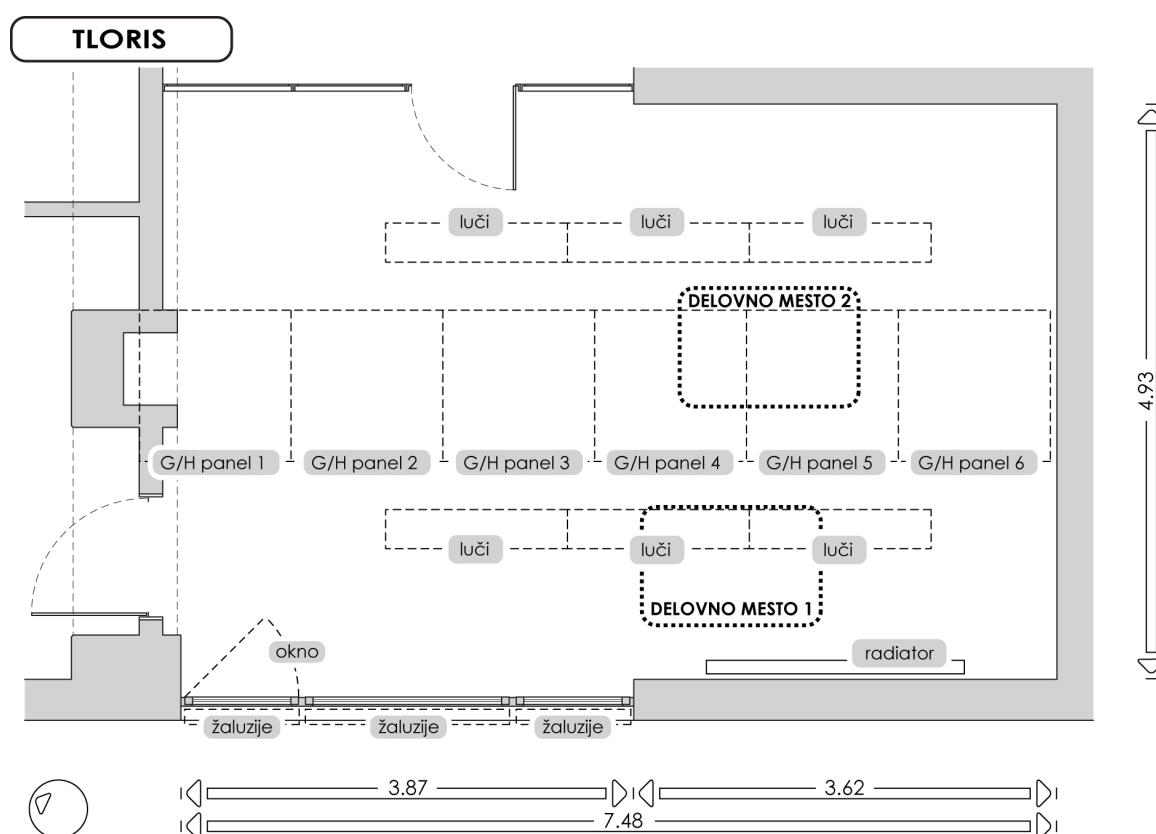 TLORIS
luči
luči
luči
DELOVNO MESTO 2
4.93
G/H panel 1
G/H panel 2
G/H panel 3
G/H panel 4
G/H panel 5
G/H panel 6
luči
luči
luči
DELOVNO MESTO 1
okno
radiator
žaluzije
žaluzije
žaluzije
3.87
3.62
7.48